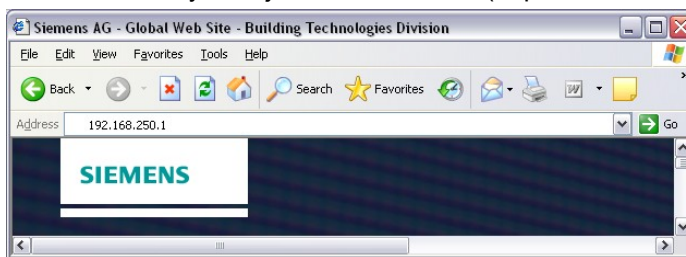 Siemens AG - Global Web Site - Building Technologies Division
File Edit View Favorites Tools Help
Back Search Favorites W »
Address 192.168.250.1 Go
SIEMENS